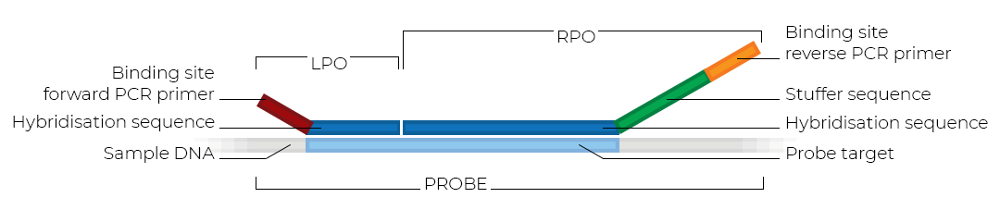 RPO
LPO
Binding site
forward PCR primer
Hybridisation sequence
Sample DNA
Binding site
reverse PCR primer
Stuffer sequence
Hybridisation sequence
Probe target
PROBE